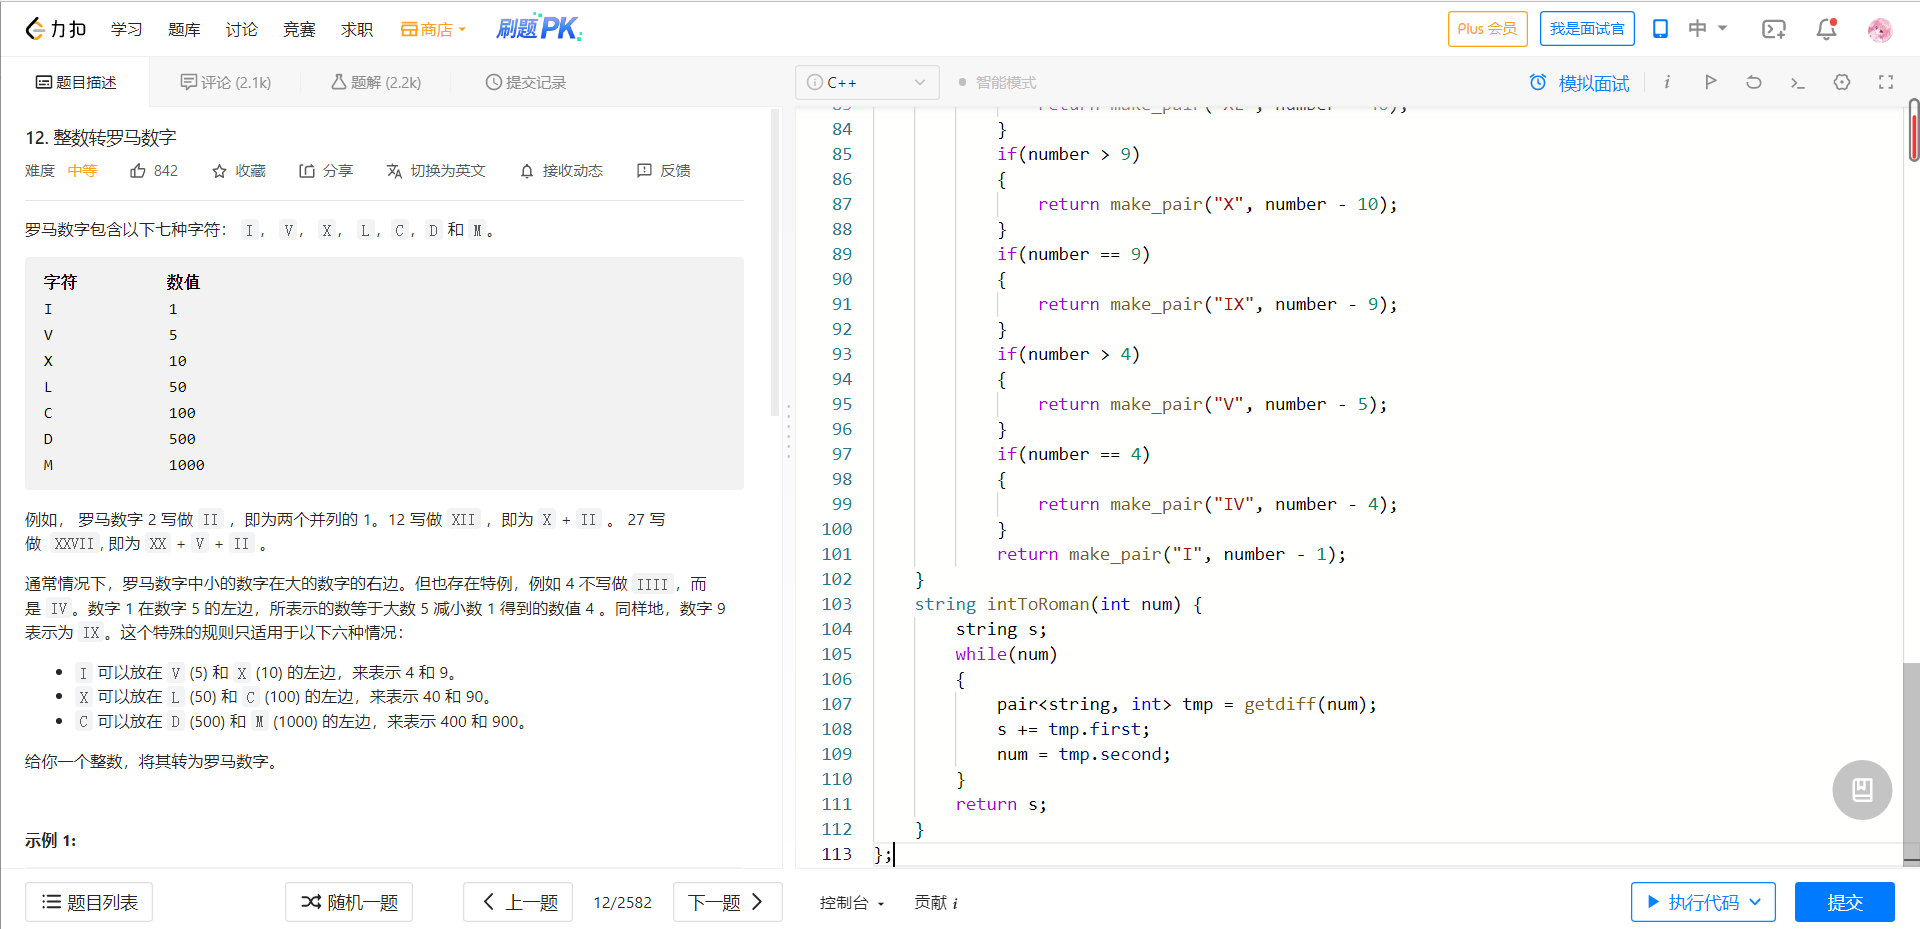 力扣 学习 题库 讨论 竞赛 求职 商店 刷题PK Plus 会员 我是面试官 中
题目描述 评论 (2.1k) 题解 (2.2k) 提交记录
12. 整数转罗马数字
难度 中等 842 收藏 分享 切换为英文 接收动态 反馈
罗马数字包含以下七种字符： I， V， X， L，C，D 和 M。
字符 数值
I 1
V 5
X 10
L 50
C 100
D 500
M 1000
例如， 罗马数字 2 写做 II ，即为两个并列的 1。12 写做 XII ，即为 X + II 。 27 写
做 XXVII, 即为 XX + V + II 。
通常情况下，罗马数字中小的数字在大的数字的右边。但也存在特例，例如 4 不写做 IIII，而
是 IV。数字 1 在数字 5 的左边，所表示的数等于大数 5 减小数 1 得到的数值 4 。同样地，数字 9
表示为 IX。这个特殊的规则只适用于以下六种情况：
• I 可以放在 V (5) 和 X (10) 的左边，来表示 4 和 9。
• X 可以放在 L (50) 和 C (100) 的左边，来表示 40 和 90。
• C 可以放在 D (500) 和 M (1000) 的左边，来表示 400 和 900。
给你一个整数，将其转为罗马数字。
示例 1:
题目列表 随机一题 上一题 12/2582 下一题
C++ 智能模式 模拟面试
84 }
85 if(number > 9)
86 {
87 return make_pair("X", number - 10);
88 }
89 if(number == 9)
90 {
91 return make_pair("IX", number - 9);
92 }
93 if(number > 4)
94 {
95 return make_pair("V", number - 5);
96 }
97 if(number == 4)
98 {
99 return make_pair("IV", number - 4);
100 }
101 return make_pair("I", number - 1);
102 }
103 string intToRoman(int num) {
104 string s;
105 while(num)
106 {
107 pair<string, int> tmp = getdiff(num);
108 s += tmp.first;
109 num = tmp.second;
110 }
111 return s;
112 }
113 };
控制台 贡献 i 执行代码 提交